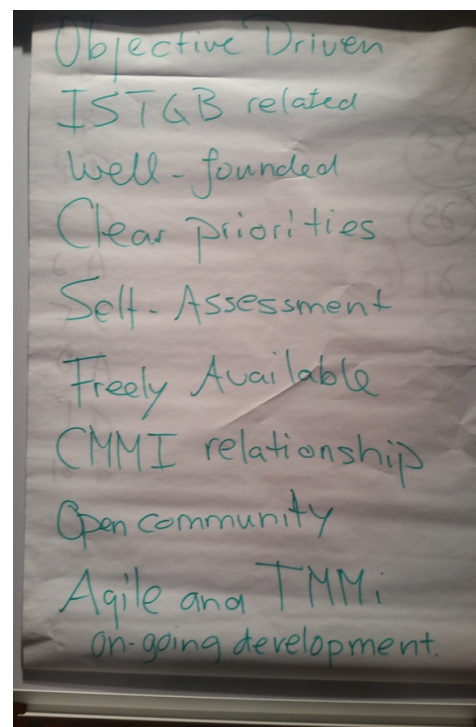 Objective Driven
ISTQB related
Well-founded
Clear priorities
Self-Assessment
Freely Available
CMMI relationship
Open community
Agile and TMMi
on-going development.